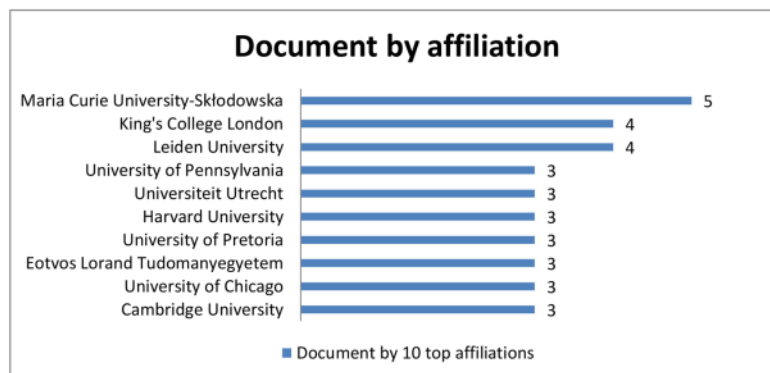 Document by affiliation
Maria Curie University-Skłodowska 5
King's College London 4
Leiden University 4
University of Pennsylvania 3
Universiteit Utrecht 3
Harvard University 3
University of Pretoria 3
Eotvos Lorand Tudomanyegyetem 3
University of Chicago 3
Cambridge University 3
Document by 10 top affiliations